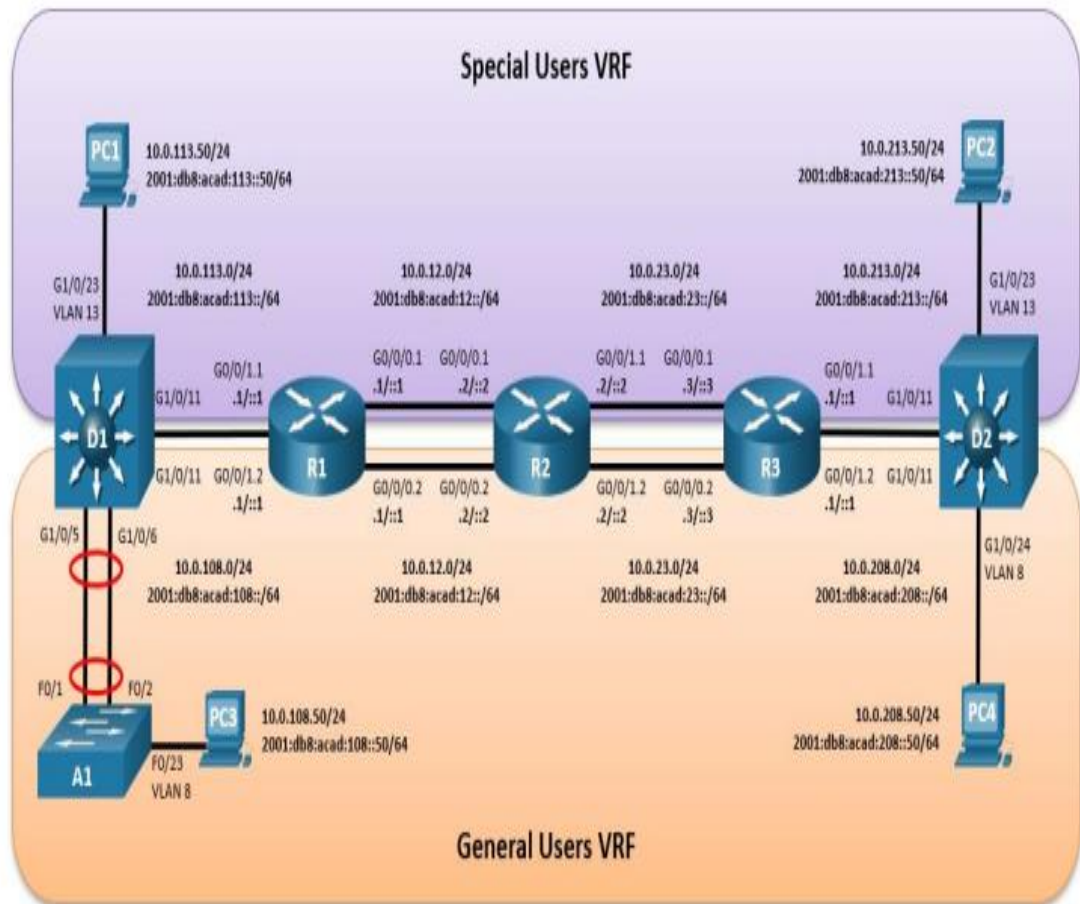 Special Users VRF
PC1
10.0.113.50/24
2001:db8:acad:113::50/64
10.0.213.50/24
2001:db8:acad:213::50/64
PC2
G1/0/23
VLAN 13
10.0.113.0/24
2001:db8:acad:113::/64
10.0.12.0/24
2001:db8:acad:12::/64
10.0.23.0/24
2001:db8:acad:23::/64
10.0.213.0/24
2001:db8:acad:213::/64
G1/0/23
VLAN 13
D1
G1/0/11
G0/0/1.1
.1/::1
R1
G0/0/0.1
.1/::1
G0/0/0.1
.2/::2
R2
G0/0/1.1
.2/::2
G0/0/0.1
.3/::3
R3
G0/0/1.1
.1/::1
G1/0/11
D2
G1/0/11
G0/0/1.2
.1/::1
G0/0/0.2
.1/::1
G0/0/0.2
.2/::2
G0/0/1.2
.2/::2
G0/0/0.2
.3/::3
G0/0/1.2
.1/::1
G1/0/11
G1/0/5
G1/0/6
10.0.108.0/24
2001:db8:acad:108::/64
10.0.12.0/24
2001:db8:acad:12::/64
10.0.23.0/24
2001:db8:acad:23::/64
10.0.208.0/24
2001:db8:acad:208::/64
G1/0/24
VLAN 8
F0/1
F0/2
A1
F0/23
VLAN 8
PC3
10.0.108.50/24
2001:db8:acad:108::50/64
10.0.208.50/24
2001:db8:acad:208::50/64
PC4
General Users VRF